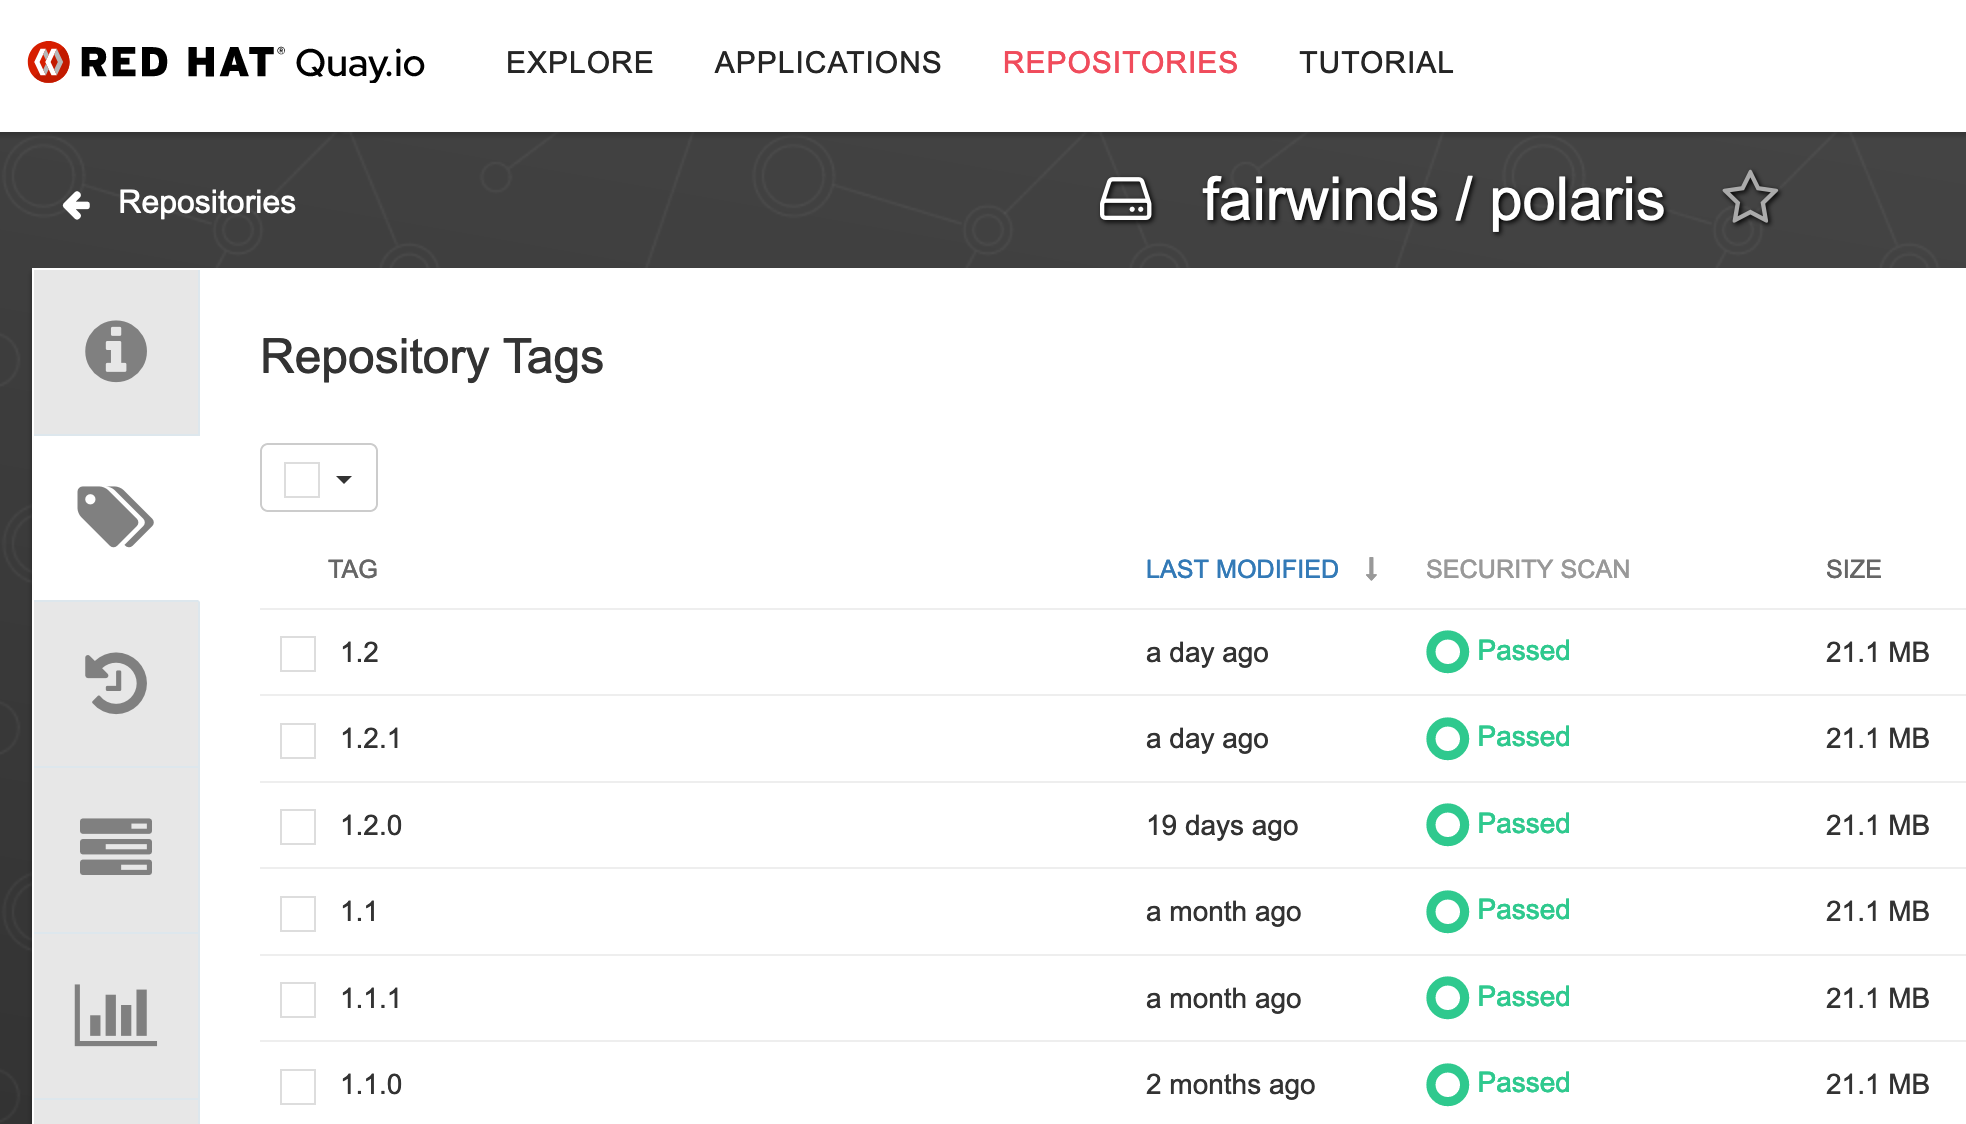 RED HAT® Quay.io EXPLORE APPLICATIONS REPOSITORIES TUTORIAL
Repositories fairwinds / polaris
Repository Tags
TAG LAST MODIFIED SECURITY SCAN SIZE
1.2 a day ago Passed 21.1 MB
1.2.1 a day ago Passed 21.1 MB
1.2.0 19 days ago Passed 21.1 MB
1.1 a month ago Passed 21.1 MB
1.1.1 a month ago Passed 21.1 MB
1.1.0 2 months ago Passed 21.1 MB